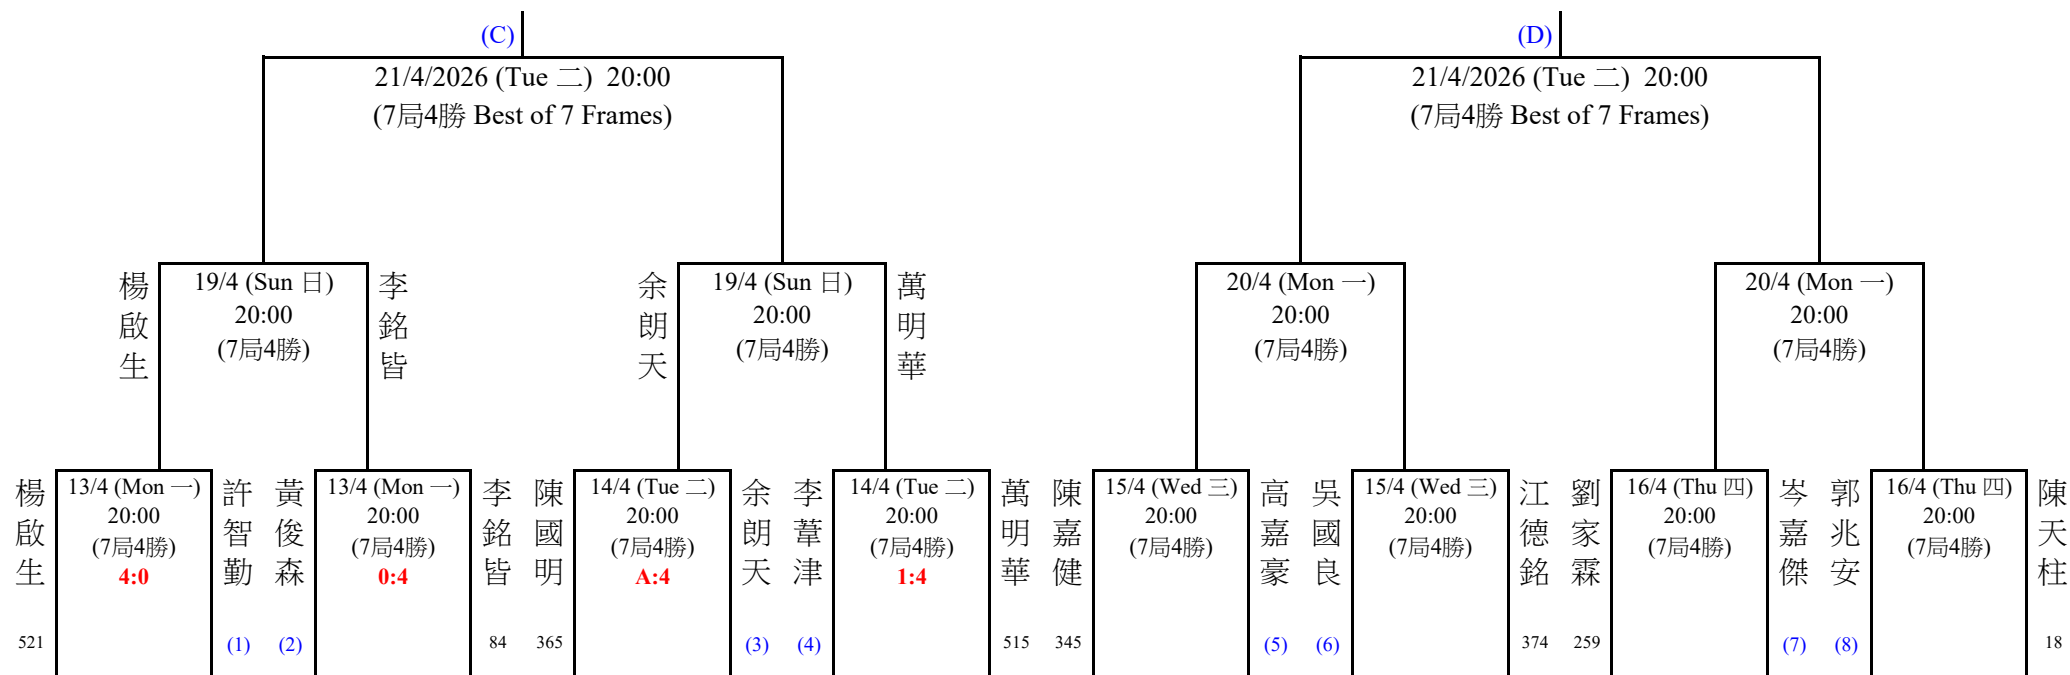 (C)
21/4/2026 (Tue 二) 20:00
(7局4勝 Best of 7 Frames)
(D)
21/4/2026 (Tue 二) 20:00
(7局4勝 Best of 7 Frames)
楊啟生
19/4 (Sun 日)
20:00
(7局4勝)
李銘皆
余朗天
19/4 (Sun 日)
20:00
(7局4勝)
萬明華
20/4 (Mon 一)
20:00
(7局4勝)
20/4 (Mon 一)
20:00
(7局4勝)
楊啟生
521
13/4 (Mon 一)
20:00
(7局4勝)
4:0
許智勤
(1)
黃俊森
(2)
13/4 (Mon 一)
20:00
(7局4勝)
0:4
李銘皆
84
陳國明
365
14/4 (Tue 二)
20:00
(7局4勝)
A:4
余朗天
(3)
李葦津
(4)
14/4 (Tue 二)
20:00
(7局4勝)
1:4
萬明華
515
陳嘉健
345
15/4 (Wed 三)
20:00
(7局4勝)
高嘉豪
(5)
吳國良
(6)
15/4 (Wed 三)
20:00
(7局4勝)
江德銘
374
劉家霖
259
16/4 (Thu 四)
20:00
(7局4勝)
岑嘉傑
(7)
郭兆安
(8)
16/4 (Thu 四)
20:00
(7局4勝)
陳天柱
18